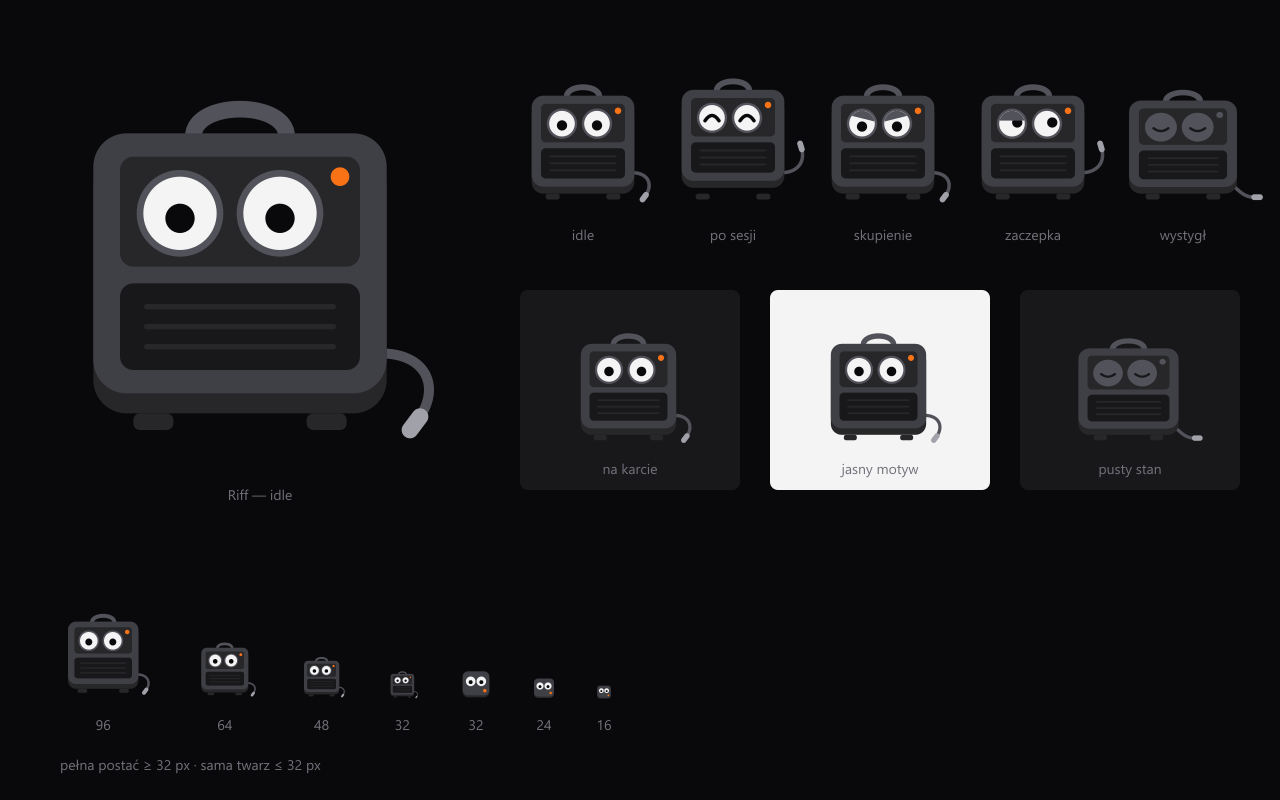 idle
po sesji
skupienie
zaczepka
wystygł
na karcie
jasny motyw
pusty stan
Riff — idle
96
64
48
32
32
24
16
pełna postać ≥ 32 px · sama twarz ≤ 32 px